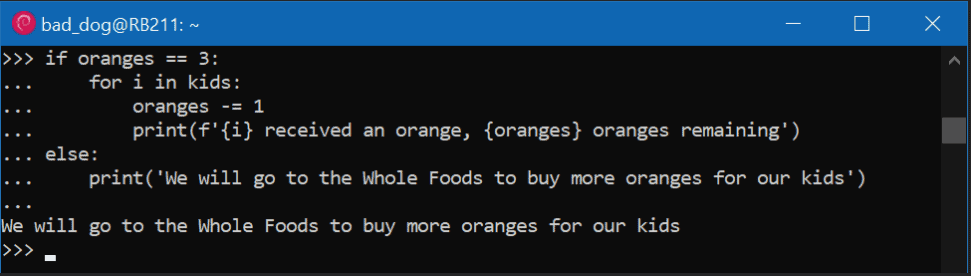 bad_dog@RB211: ~
>>> if oranges == 3:
...     for i in kids:
...         oranges -= 1
...         print(f'{i} received an orange, {oranges} oranges remaining')
... else:
...     print('We will go to the Whole Foods to buy more oranges for our kids')
...
We will go to the Whole Foods to buy more oranges for our kids
>>>